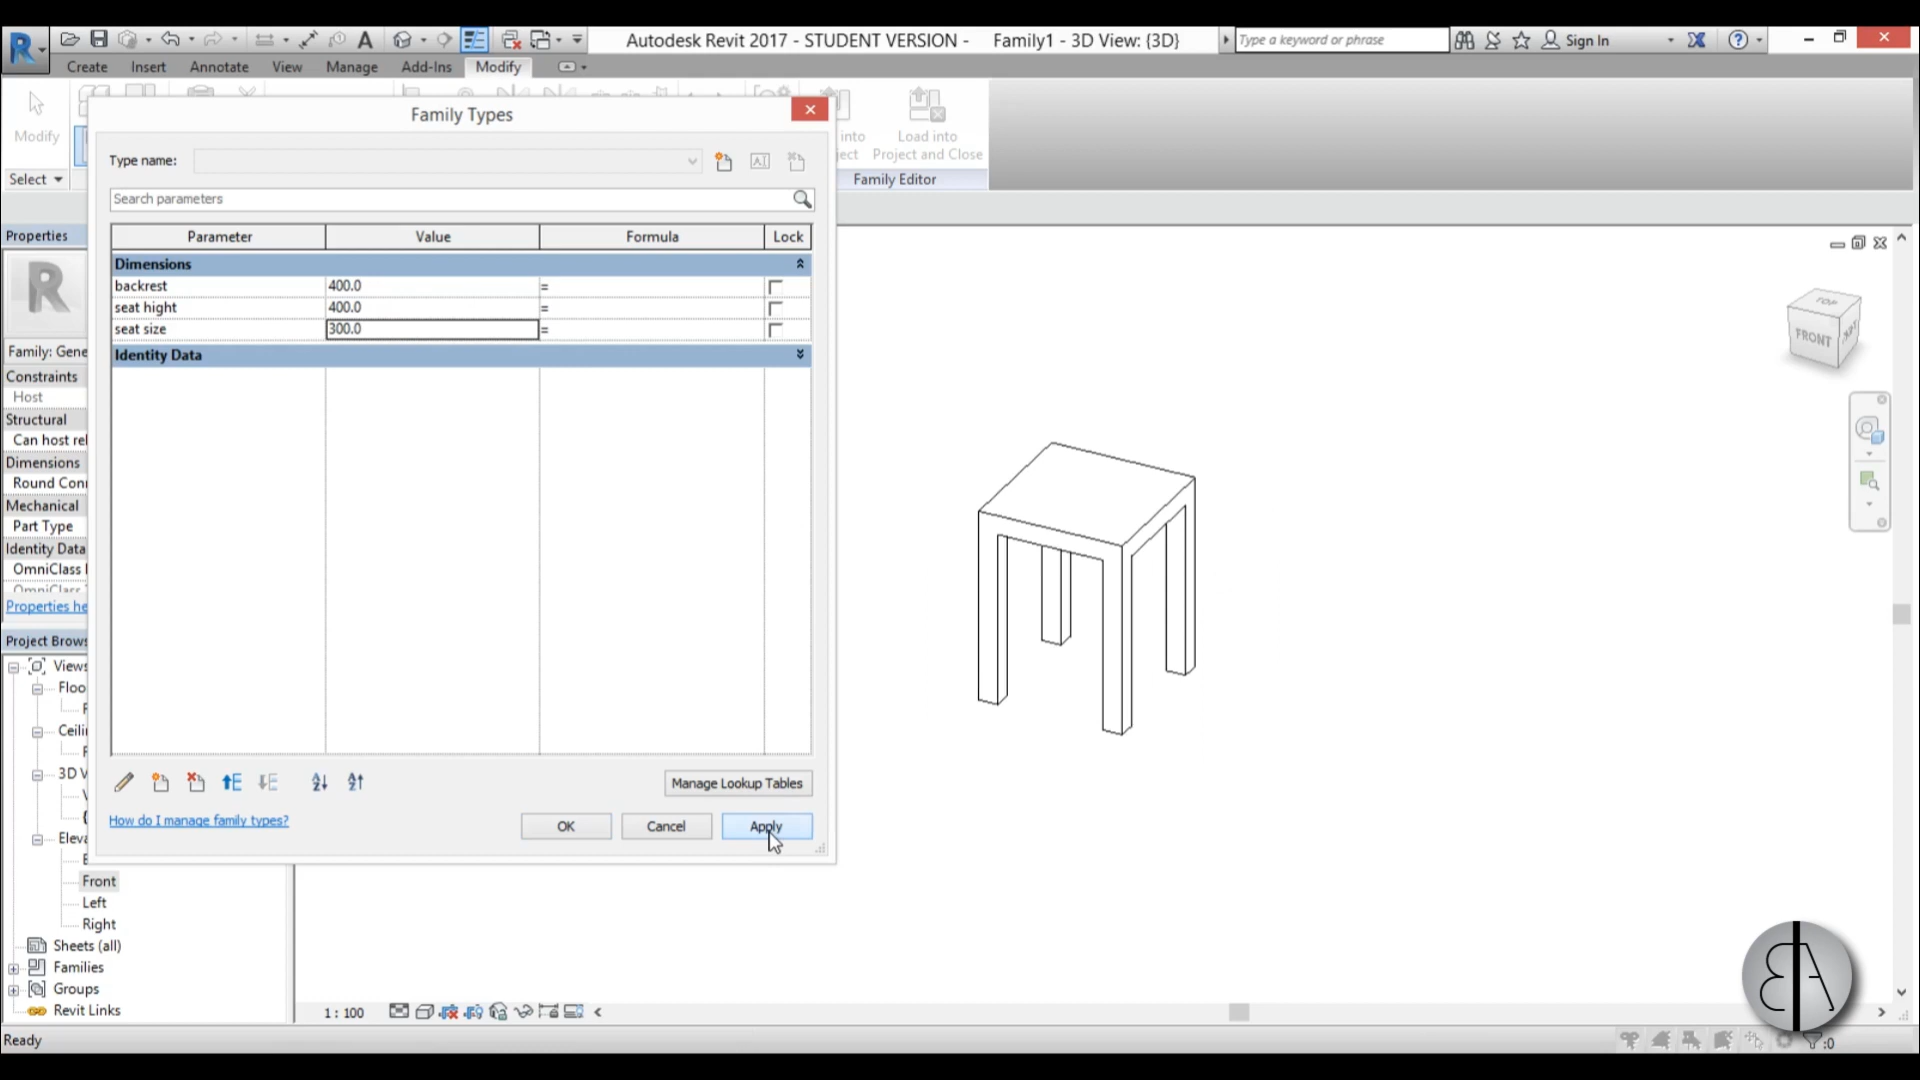 Autodesk Revit 2017 - STUDENT VERSION - Family1 - 3D View: {3D}
Type a keyword or phrase
Sign In
Create Insert Annotate View Manage Add-Ins Modify
Modify
into
Load into
ject
Project and Close
Select
Family Editor
Family Types
Type name:
Search parameters
Parameter Value Formula Lock
Dimensions
backrest 400.0 =
seat hight 400.0 =
seat size 300.0 =
Identity Data
Manage Lookup Tables
How do I manage family types?
OK Cancel Apply
Properties
R
Family: Gene
Constraints
Host
Structural
Can host rel
Dimensions
Round Conn
Mechanical
Part Type
Identity Data
OmniClass
Properties he
Project Brows
Views
Floo
Ceili
3D V
Eleva
Front
Left
Right
Sheets (all)
Families
Groups
Revit Links
TOP
FRONT
1 : 100
Ready
:0